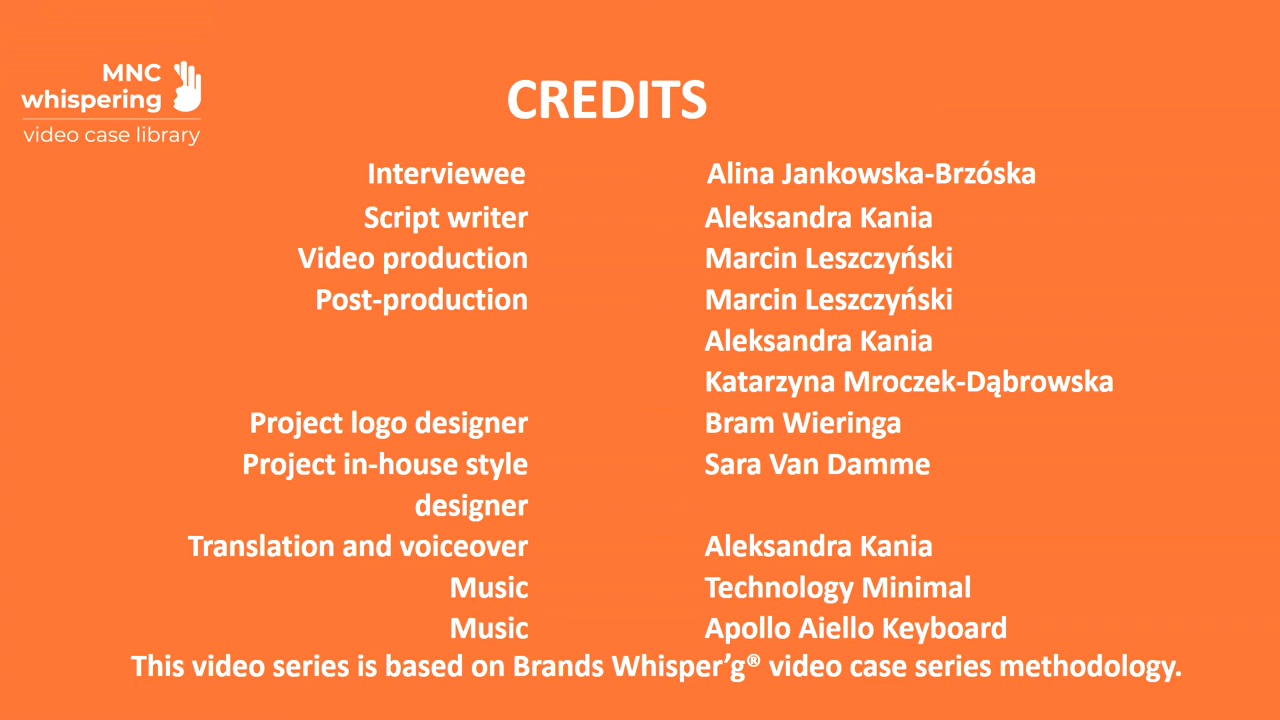 MNC
whispering
video case library
CREDITS
Interviewee Alina Jankowska-Brzóska
Script writer Aleksandra Kania
Video production Marcin Leszczyński
Post-production Marcin Leszczyński
Aleksandra Kania
Katarzyna Mroczek-Dąbrowska
Project logo designer Bram Wieringa
Project in-house style Sara Van Damme
designer
Translation and voiceover Aleksandra Kania
Music Technology Minimal
Music Apollo Aiello Keyboard
This video series is based on Brands Whisper’g® video case series methodology.